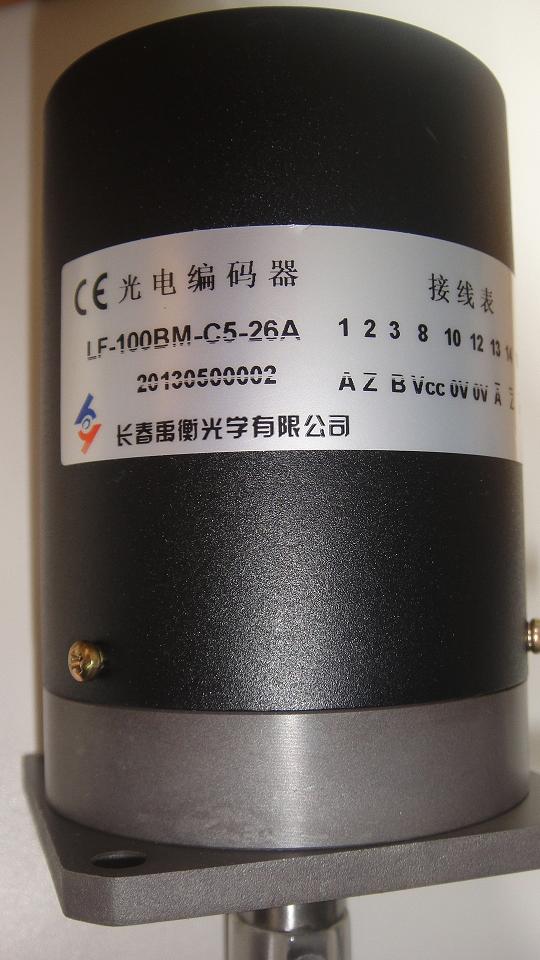 CE 光电编码器
LF-100BM-C5-26A
20130500002
长春禹衡光学有限公司
接线表
1 2 3 8 10 12 13 14
A Z B Vcc 0V 0V A̅ Z̅